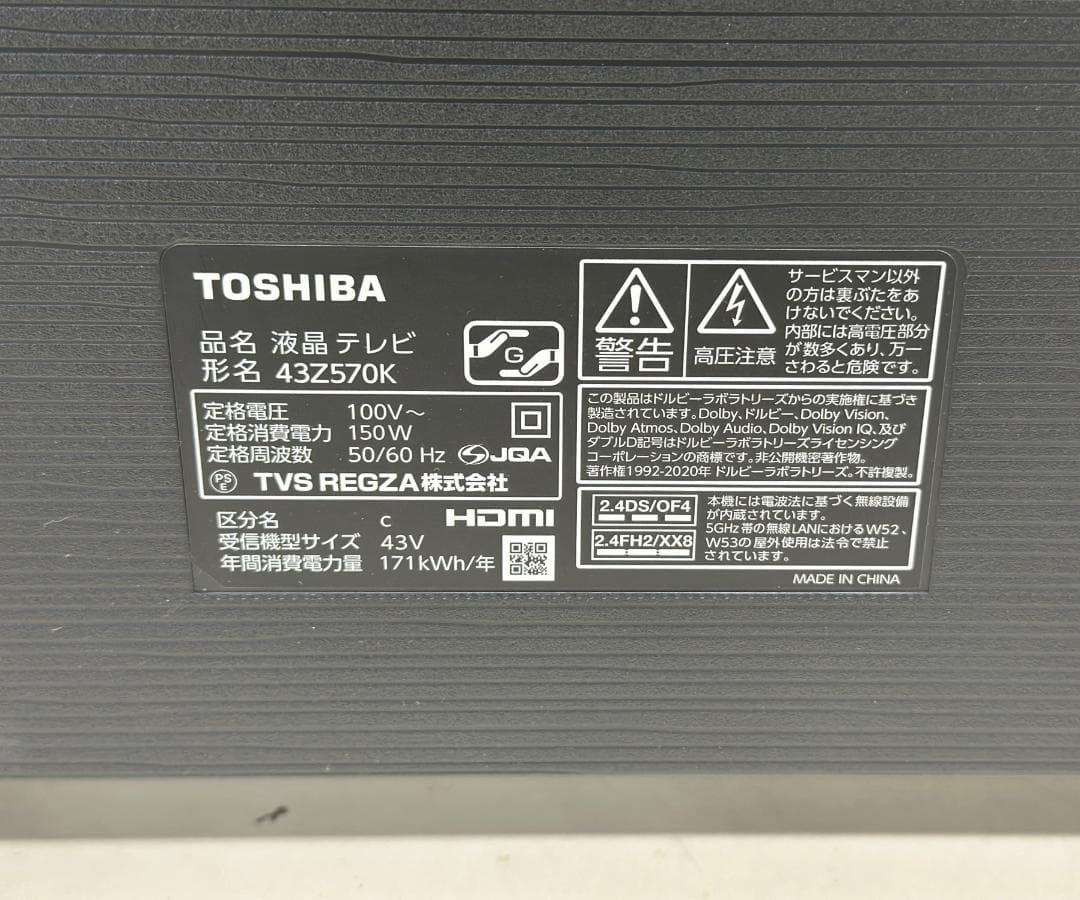 TOSHIBA
品名 液晶テレビ
形名 43Z570K
G
定格電圧 100V～
定格消費電力 150W
定格周波数 50/60 Hz
JQA
PS
E
TVS REGZA株式会社
区分名 c
HDMI
受信機型サイズ 43V
年間消費電力量 171kWh/年
警告
高圧注意
サービスマン以外
の方は裏ぶたをあ
けないでください。
内部には高電圧部分
が数多くあり、万一
さわると危険です。
この製品はドルビーラボラトリーズからの実施権に基づき
製造されています。Dolby、ドルビー、Dolby Vision、
Dolby Atmos、Dolby Audio、Dolby Vision IQ、及び
ダブルD記号はドルビーラボラトリーズライセンシング
コーポレーションの商標です。非公開機密著作物。
著作権1992-2020年 ドルビーラボラトリーズ。不許複製。
2.4DS/OF4
2.4FH2/XX8
本機には電波法に基づく無線設備
が内蔵されています。
5GHz帯の無線LANにおけるW52、
W53の屋外使用は法令で禁止
されています。
MADE IN CHINA